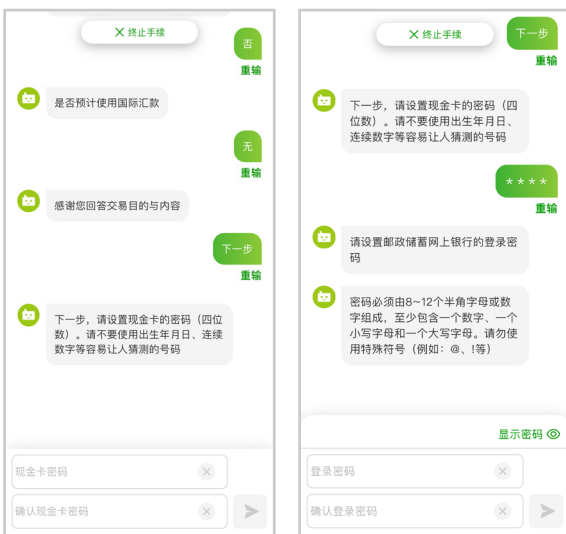 终止手续
否
重输
是否预计使用国际汇款
无
重输
感谢您回答交易目的与内容
下一步
重输
下一步，请设置现金卡的密码（四位
数）。请不要使用出生年月日、连续
数字等容易让人猜测的号码
现金卡密码
确认现金卡密码
终止手续
下一步
重输
下一步，请设置现金卡的密码（四
位数）。请不要使用出生年月日、
连续数字等容易让人猜测的号码
****
重输
请设置邮政储蓄网上银行的登录密
码
密码必须由8~12个半角字母或数
字组成，至少包含一个数字、一个
小写字母和一个大写字母。请勿使
用特殊符号（例如：@、!等）
显示密码
登录密码
确认登录密码